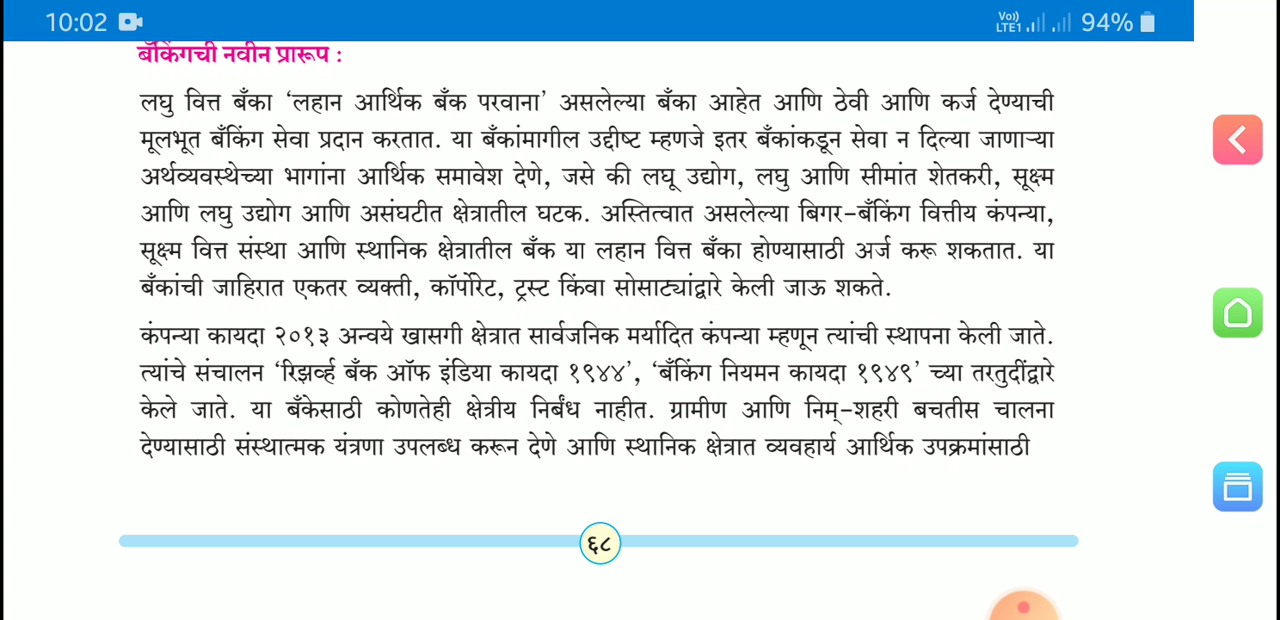 10:02
Vo)) LTE1 94%
बॅंकिंगची नवीन प्रारूप :
लघु वित्त बँका ‘लहान आर्थिक बँक परवाना’ असलेल्या बँका आहेत आणि ठेवी आणि कर्ज देण्याची
मूलभूत बँकिंग सेवा प्रदान करतात. या बँकांमागील उद्दीष्ट म्हणजे इतर बँकांकडून सेवा न दिल्या जाणाऱ्या
अर्थव्यवस्थेच्या भागांना आर्थिक समावेश देणे, जसे की लघू उद्योग, लघु आणि सीमांत शेतकरी, सूक्ष्म
आणि लघु उद्योग आणि असंघटीत क्षेत्रातील घटक. अस्तित्वात असलेल्या बिगर-बँकिंग वित्तीय कंपन्या,
सूक्ष्म वित्त संस्था आणि स्थानिक क्षेत्रातील बँक या लहान वित्त बँका होण्यासाठी अर्ज करू शकतात. या
बँकांची जाहिरात एकतर व्यक्ती, कॉर्पोरेट, ट्रस्ट किंवा सोसाट्यांद्वारे केली जाऊ शकते.
कंपन्या कायदा २०१३ अन्वये खासगी क्षेत्रात सार्वजनिक मर्यादित कंपन्या म्हणून त्यांची स्थापना केली जाते.
त्यांचे संचालन ‘रिझर्व्ह बँक ऑफ इंडिया कायदा १९४४’, ‘बँकिंग नियमन कायदा १९४९’ च्या तरतुदींद्वारे
केले जाते. या बँकेसाठी कोणतेही क्षेत्रीय निर्बंध नाहीत. ग्रामीण आणि निम्-शहरी बचतीस चालना
देण्यासाठी संस्थात्मक यंत्रणा उपलब्ध करून देणे आणि स्थानिक क्षेत्रात व्यवहार्य आर्थिक उपक्रमांसाठी
६८